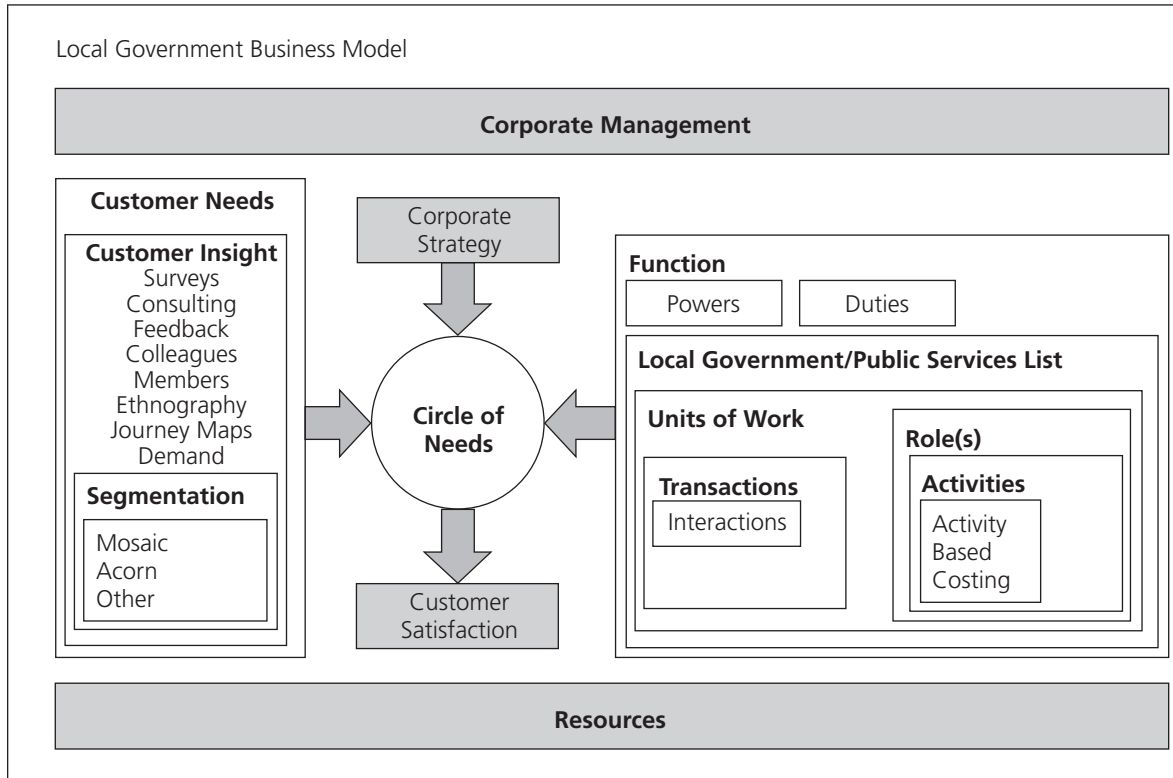 Local Government Business Model
Corporate Management
Customer Needs
Customer Insight
Surveys
Consulting
Feedback
Colleagues
Members
Ethnography
Journey Maps
Demand
Segmentation
Mosaic
Acorn
Other
Corporate
Strategy
Circle of
Needs
Customer
Satisfaction
Function
Powers
Duties
Local Government/Public Services List
Units of Work
Transactions
Interactions
Role(s)
Activities
Activity
Based
Costing
Resources